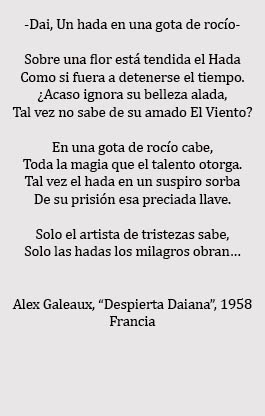 -Dai, Un hada en una gota de rocío-
Sobre una flor está tendida el Hada
Como si fuera a detenerse el tiempo.
¿Acaso ignora su belleza alada,
Tal vez no sabe de su amado El Viento?
En una gota de rocío cabe,
Toda la magia que el talento otorga.
Tal vez el hada en un suspiro sorba
De su prisión esa preciada llave.
Solo el artista de tristezas sabe,
Solo las hadas los milagros obran...
Alex Galeaux, “Despierta Daiana”, 1958
Francia